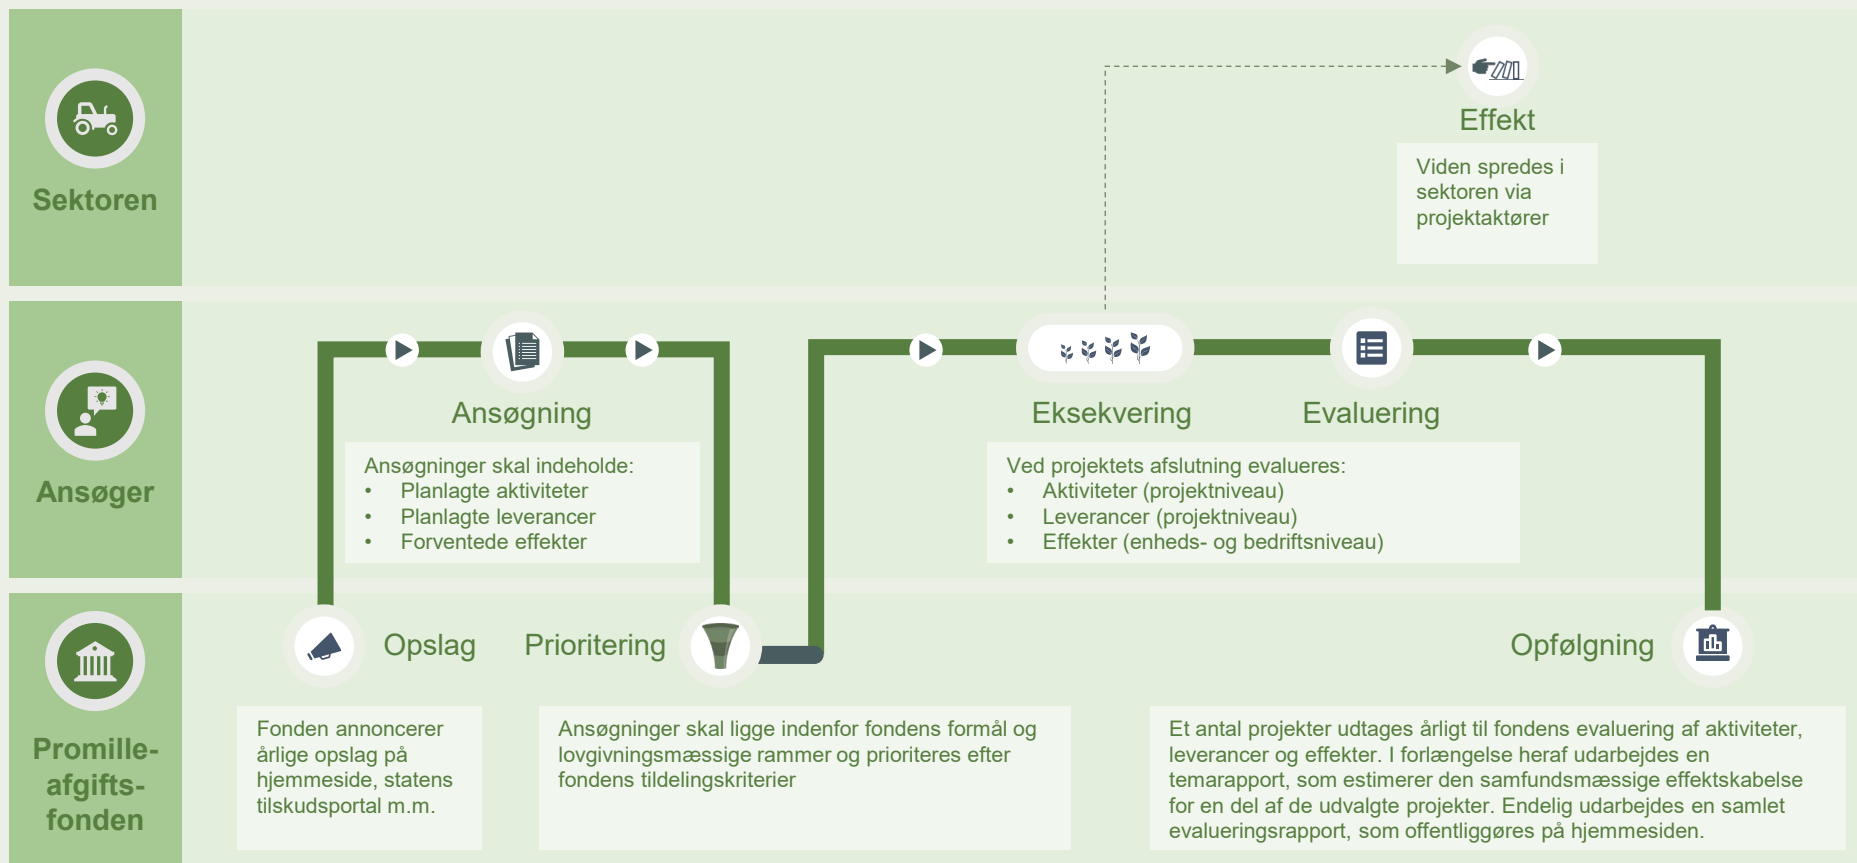 Sektoren
Effekt
Viden spredes i
sektoren via
projektaktører
Ansøger
Ansøgning
Ansøgninger skal indeholde:
• Planlagte aktiviteter
• Planlagte leverancer
• Forventede effekter
Eksekvering
Evaluering
Ved projektets afslutning evalueres:
• Aktiviteter (projektniveau)
• Leverancer (projektniveau)
• Effekter (enheds- og bedriftsniveau)
Promille-
afgifts-
fonden
Opslag
Fonden annoncerer
årlige opslag på
hjemmeside, statens
tilskudsportal m.m.
Prioritering
Ansøgninger skal ligge indenfor fondens formål og
lovgivningsmæssige rammer og prioriteres efter
fondens tildelingskriterier
Opfølgning
Et antal projekter udtages årligt til fondens evaluering af aktiviteter,
leverancer og effekter. I forlængelse heraf udarbejdes en
temarapport, som estimerer den samfundsmæssige effektskabelse
for en del af de udvalgte projekter. Endelig udarbejdes en samlet
evalueringsrapport, som offentliggøres på hjemmesiden.